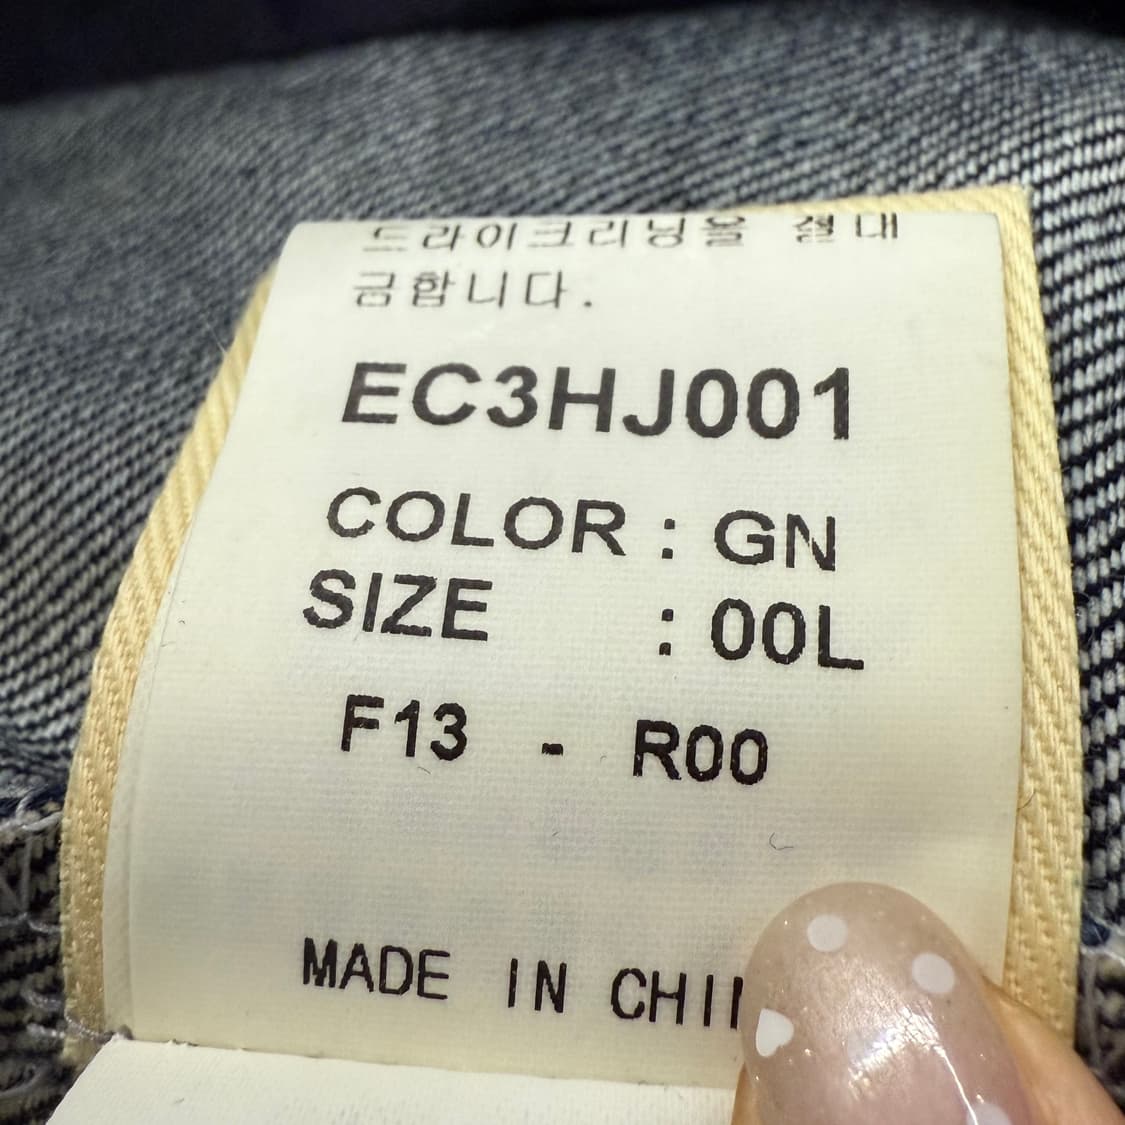 드라이크리닝을 절대
금합니다.
EC3HJ001
COLOR : GN
SIZE : 00L
F13 - R00
MADE IN